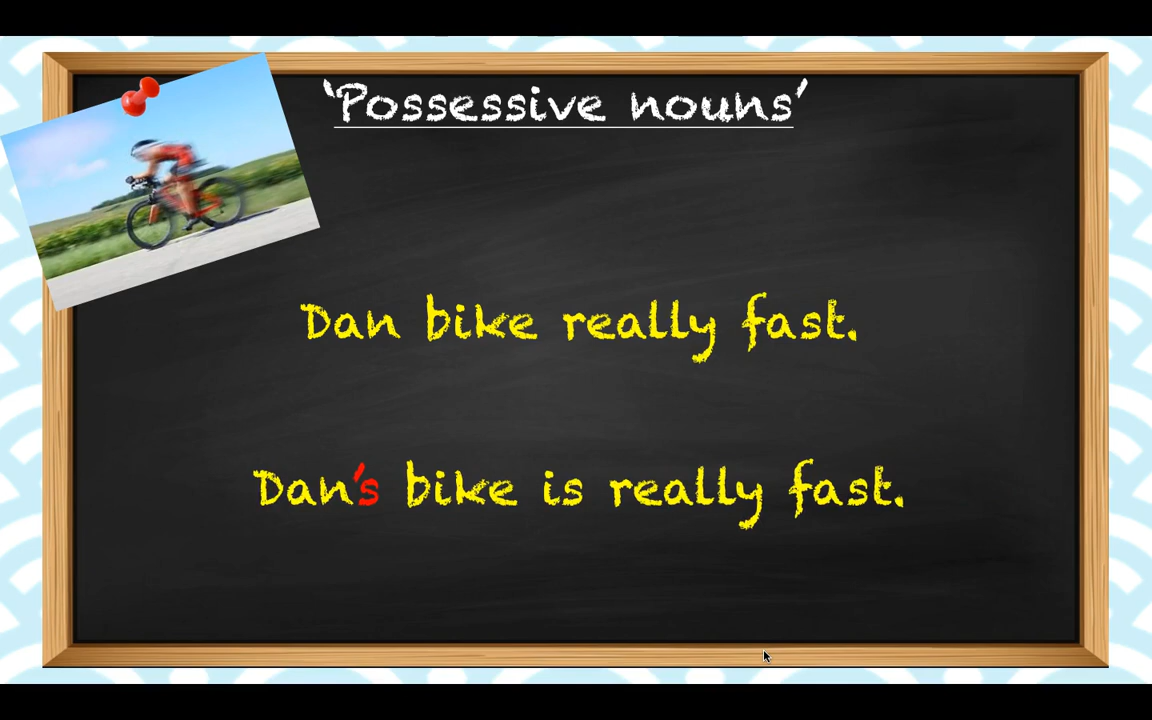 ‘Possessive nouns’
Dan bike really fast.
Dan’s bike is really fast.